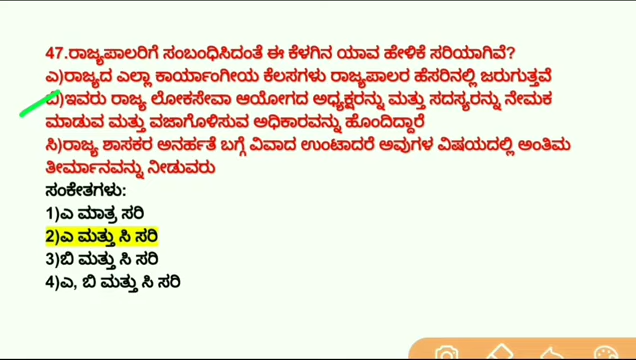 47.ರಾಜ್ಯಪಾಲರಿಗೆ ಸಂಬಂಧಿಸಿದಂತೆ ಈ ಕೆಳಗಿನ ಯಾವ ಹೇಳಿಕೆ ಸರಿಯಾಗಿವೆ?
ಎ)ರಾಜ್ಯದ ಎಲ್ಲಾ ಕಾರ್ಯಾಂಗೀಯ ಕೆಲಸಗಳು ರಾಜ್ಯಪಾಲರ ಹೆಸರಿನಲ್ಲಿ ಜರುಗುತ್ತವೆ
ಬಿ)ಇವರು ರಾಜ್ಯ ಲೋಕಸೇವಾ ಆಯೋಗದ ಅಧ್ಯಕ್ಷರನ್ನು ಮತ್ತು ಸದಸ್ಯರನ್ನು ನೇಮಕ
ಮಾಡುವ ಮತ್ತು ವಜಾಗೊಳಿಸುವ ಅಧಿಕಾರವನ್ನು ಹೊಂದಿದ್ದಾರೆ
ಸಿ)ರಾಜ್ಯ ಶಾಸಕರ ಅನರ್ಹತೆ ಬಗ್ಗೆ ವಿವಾದ ಉಂಟಾದರೆ ಅವುಗಳ ವಿಷಯದಲ್ಲಿ ಅಂತಿಮ
ತೀರ್ಮಾನವನ್ನು ನೀಡುವರು
ಸಂಕೇತಗಳು:
1)ಎ ಮಾತ್ರ ಸರಿ
2)ಎ ಮತ್ತು ಸಿ ಸರಿ
3)ಬಿ ಮತ್ತು ಸಿ ಸರಿ
4)ಎ, ಬಿ ಮತ್ತು ಸಿ ಸರಿ